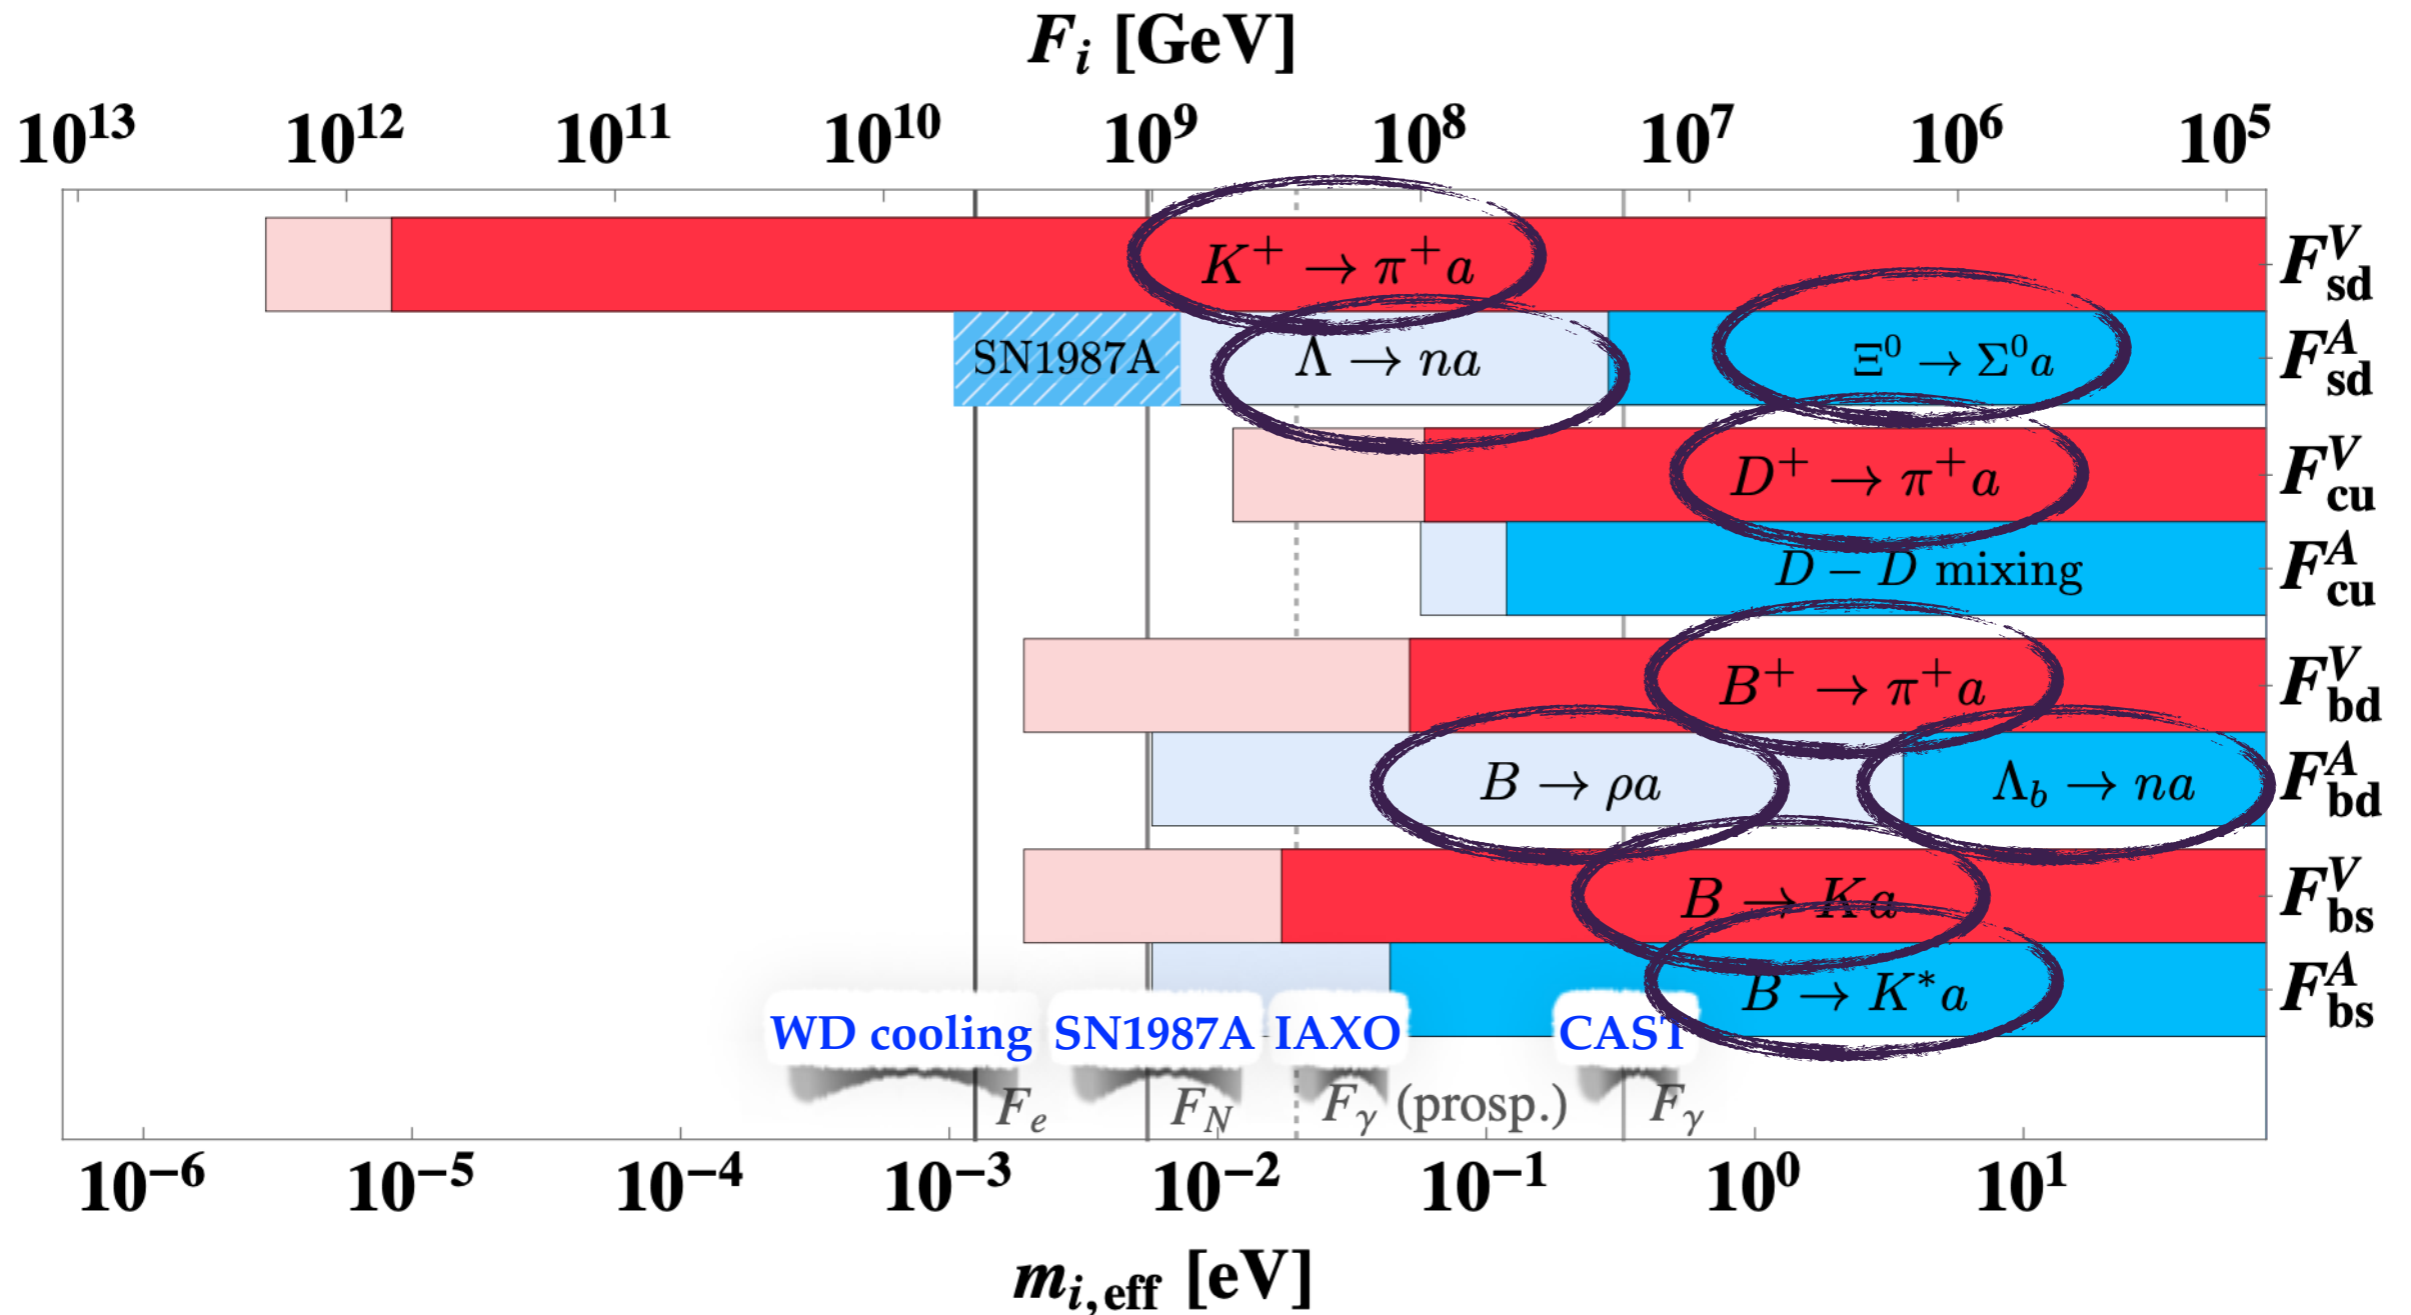 F_i [GeV]
10^13 10^12 10^11 10^10 10^9 10^8 10^7 10^6 10^5
K^+ → π^+ a F^V_sd
SN1987A Λ → na Ξ^0 → Σ^0 a F^A_sd
D^+ → π^+ a F^V_cu
D − D mixing F^A_cu
B^+ → π^+ a F^V_bd
B → ρa Λ_b → na F^A_bd
B → Ka F^V_bs
B → K^* a F^A_bs
WD cooling SN1987A IAXO CAST
F_e F_N F_γ (prosp.) F_γ
10^−6 10^−5 10^−4 10^−3 10^−2 10^−1 10^0 10^1
m_i,eff [eV]